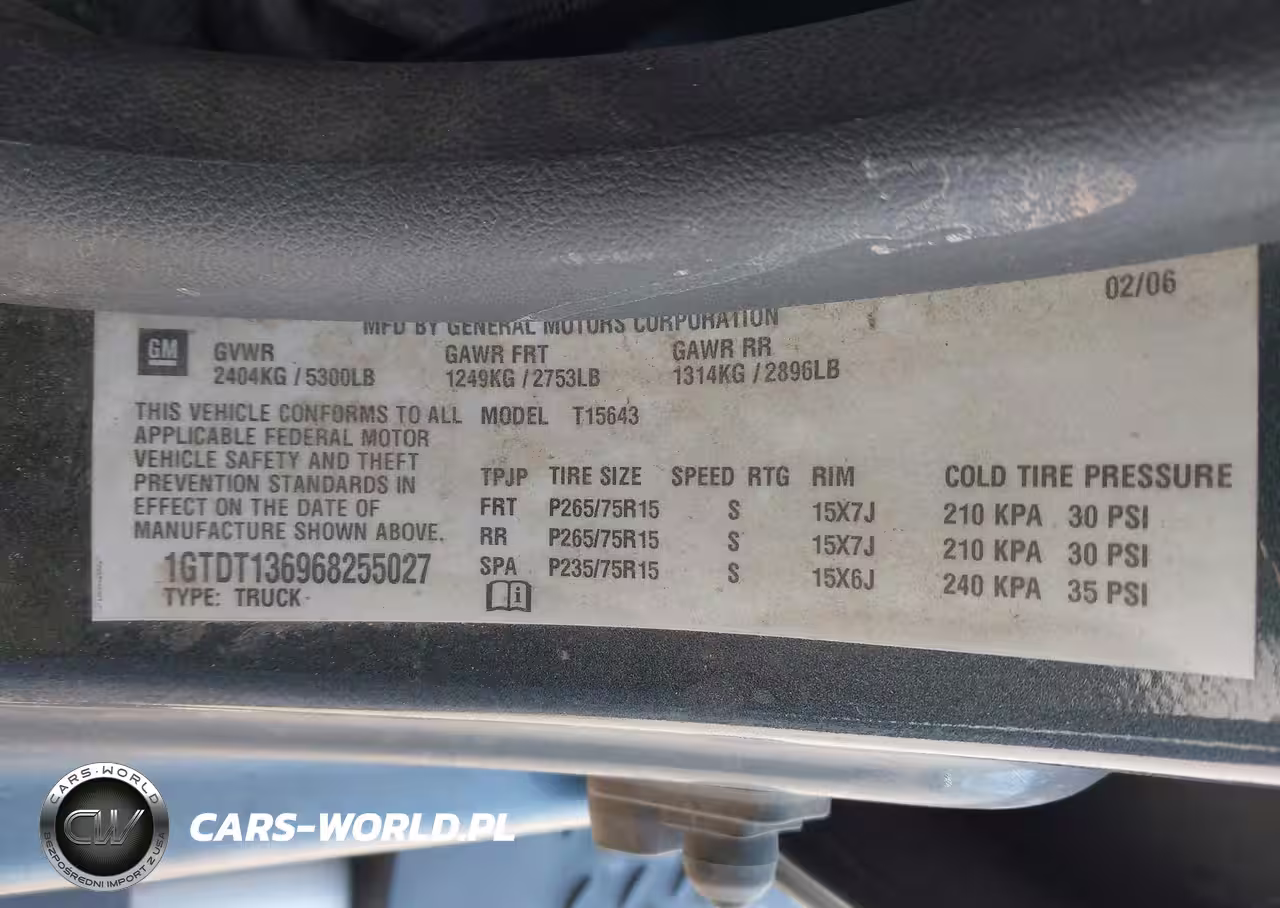 02/06
MFD BY GENERAL MOTORS CORPORATION
GM
GVWR GAWR FRT GAWR RR
2404KG / 5300LB 1249KG / 2753LB 1314KG / 2896LB
THIS VEHICLE CONFORMS TO ALL
APPLICABLE FEDERAL MOTOR
VEHICLE SAFETY AND THEFT
PREVENTION STANDARDS IN
EFFECT ON THE DATE OF
MANUFACTURE SHOWN ABOVE.
1GTDT136968255027
TYPE: TRUCK
MODEL T15643
TPJP TIRE SIZE SPEED RTG RIM COLD TIRE PRESSURE
FRT P265/75R15 S 15X7J 210 KPA 30 PSI
RR P265/75R15 S 15X7J 210 KPA 30 PSI
SPA P235/75R15 S 15X6J 240 KPA 35 PSI
CARS-WORLD
CW
BEZPOŚREDNI IMPORT Z USA
CARS-WORLD.PL